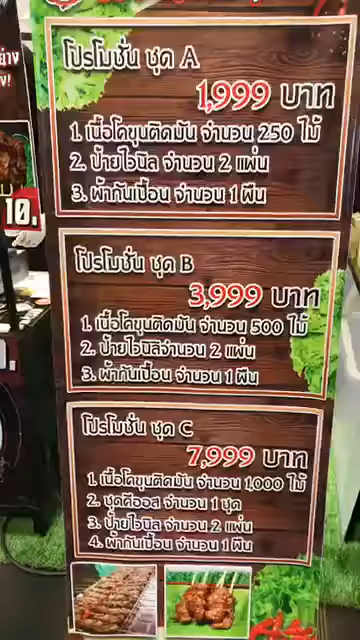 โปรโมชั่น ชุด A
1,999 บาท
1. เนื้อโคขุนติดมัน จำนวน 250 ไม้
2. ป้ายไวนิล จำนวน 2 แผ่น
3. ผ้ากันเปื้อน จำนวน 1 ผืน
10.
โปรโมชั่น ชุด B
3,999 บาท
1. เนื้อโคขุนติดมัน จำนวน 500 ไม้
2. ป้ายไวนิลจำนวน 2 แผ่น
3. ผ้ากันเปื้อน จำนวน 1 ผืน
โปรโมชั่น ชุด C
7,999 บาท
1. เนื้อโคขุนติดมัน จำนวน 1,000 ไม้
2. ชุดคีออส จำนวน 1 ชุด
3. ป้ายไวนิล จำนวน 2 แผ่น
4. ผ้ากันเปื้อน จำนวน 1 ผืน